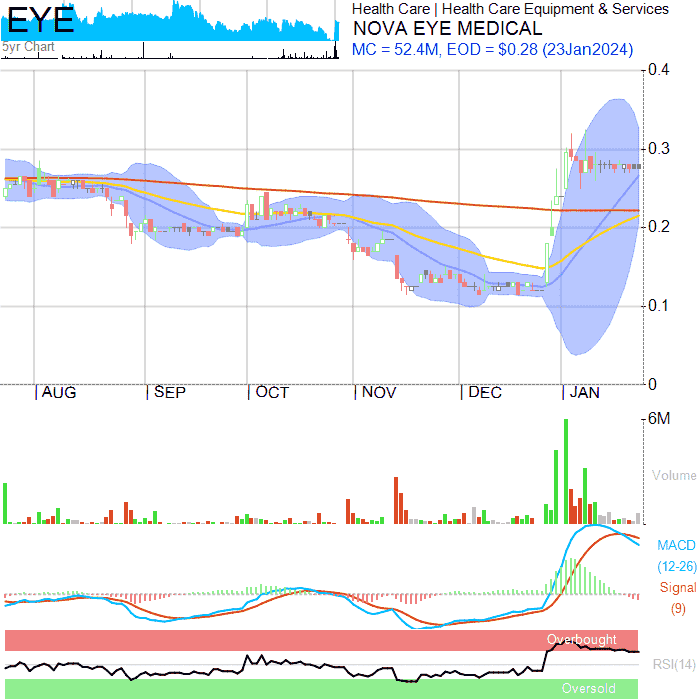 EYE
5yr Chart
Health Care | Health Care Equipment & Services
NOVA EYE MEDICAL
MC = 52.4M, EOD = $0.28 (23Jan2024)
0.4
0.3
0.2
0.1
0
| AUG | SEP | OCT | NOV | DEC | JAN
6M
Volume
MACD
(12-26)
Signal
(9)
Overbought
RSI(14)
Oversold